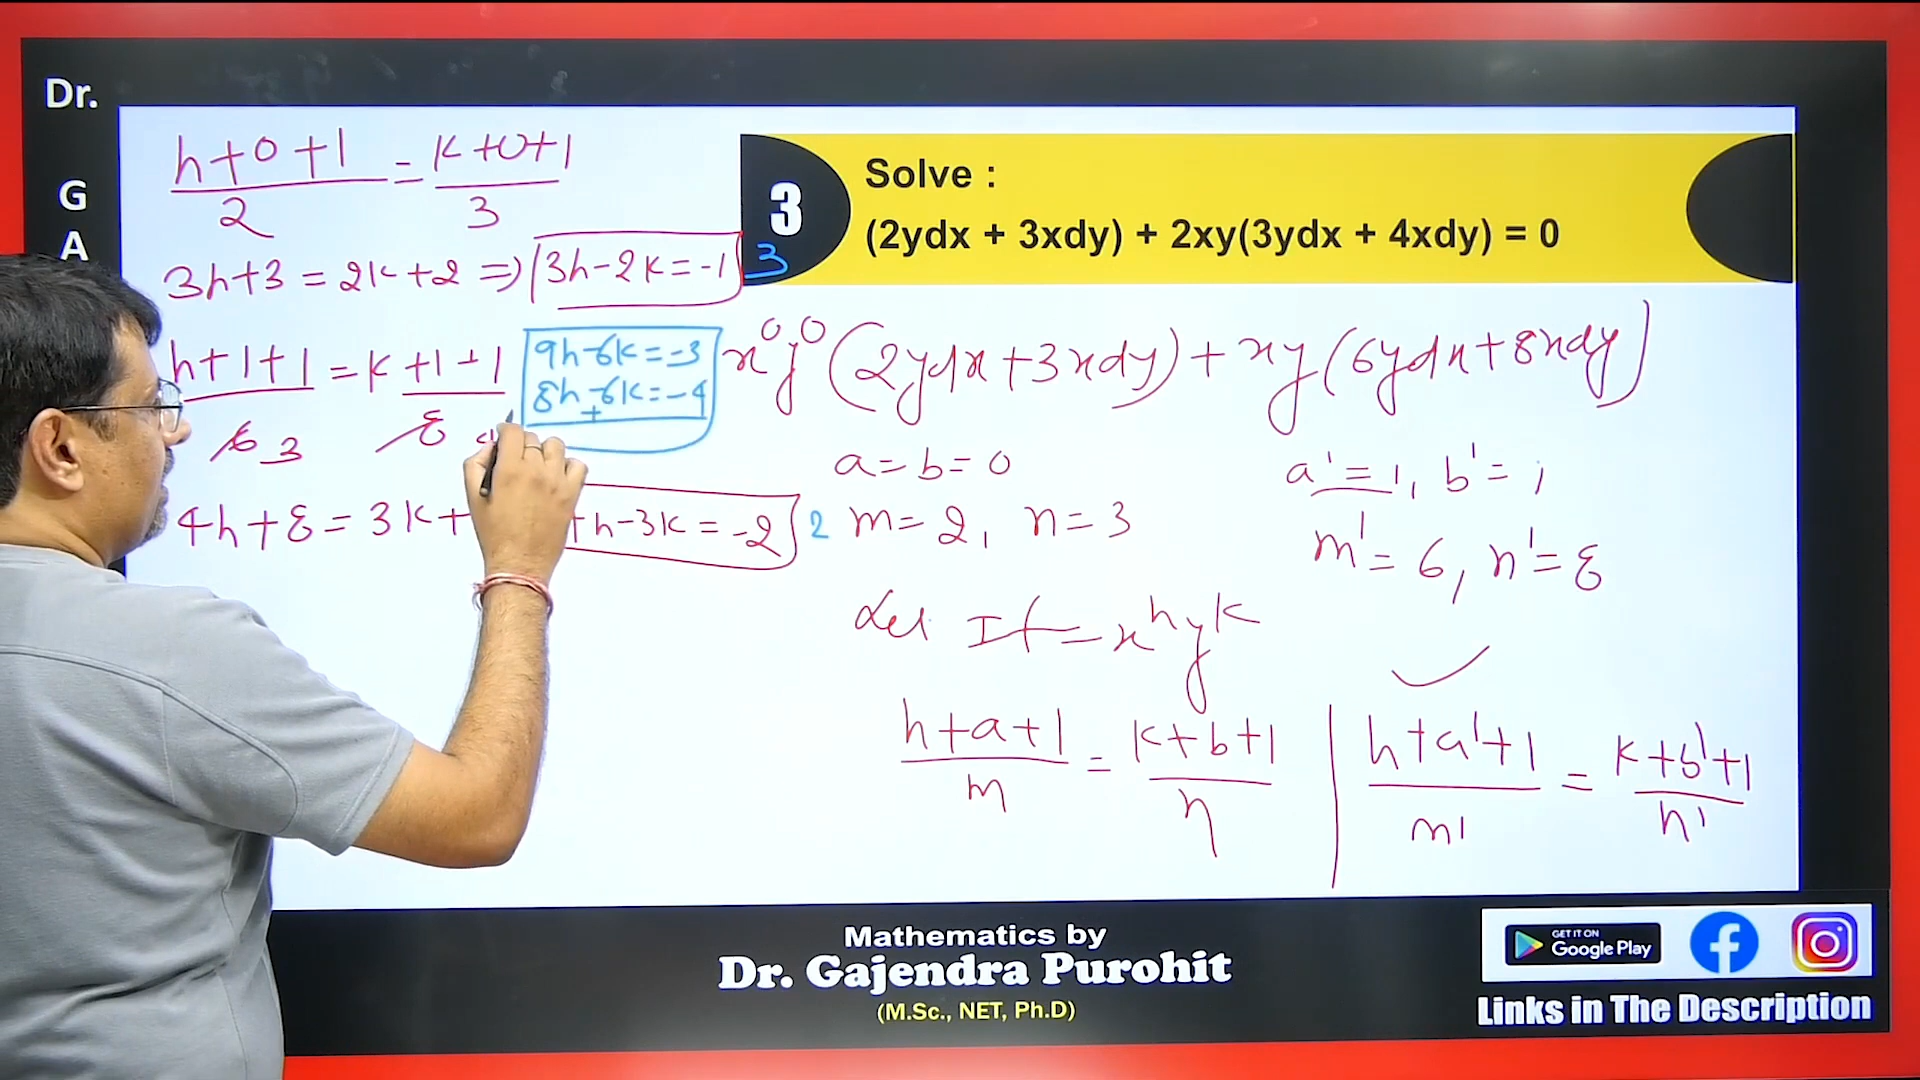 Dr.
G
A
h+0+1/2 = k+0+1/3
3h+3 = 2k+2 ⇒ 3h-2k=-1 3
h+1+1/6 3 = k+1+1/8
9h-6k=-3
8h-6k=-4
+
4h+8 = 3k+ h-3k=-2 2
3
Solve :
(2ydx + 3xdy) + 2xy(3ydx + 4xdy) = 0
x⁰y⁰(2ydx+3xdy)+xy(6ydx+8xdy)
a=b=0
m=2, n=3
a'=1, b'=1
m'=6, n'=8
Let If=x^h y^k
h+a+1/m = k+b+1/n | h+a'+1/m' = k+b'+1/n'
Mathematics by
Dr. Gajendra Purohit
(M.Sc., NET, Ph.D)
GET IT ON
Google Play
Links in The Description